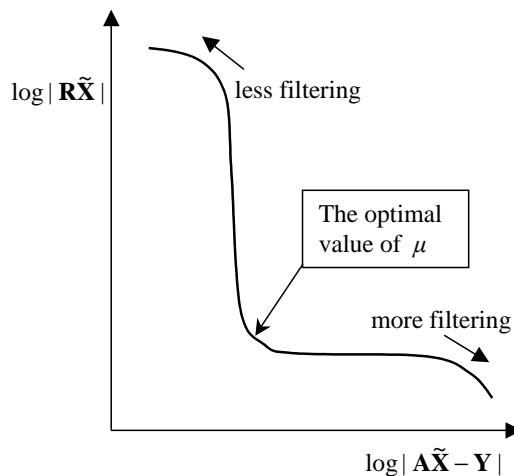 log | RX̃ |
less filtering
The optimal
value of μ
more filtering
log | AX̃ − Y |